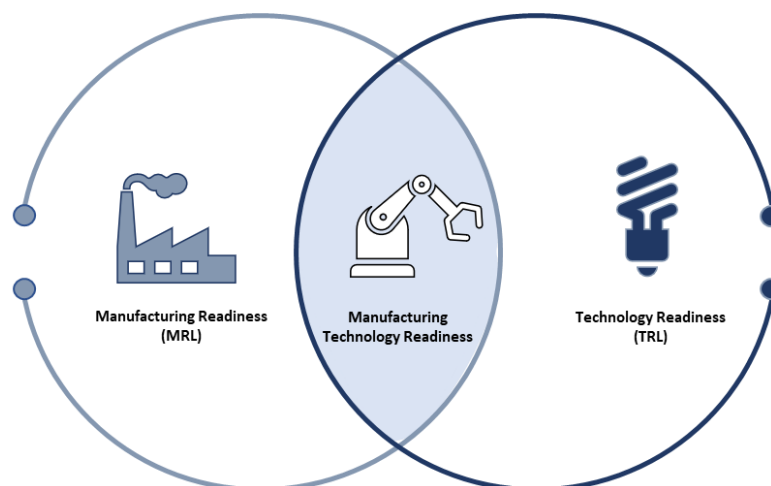 Manufacturing Readiness
(MRL)
Manufacturing
Technology Readiness
Technology Readiness
(TRL)